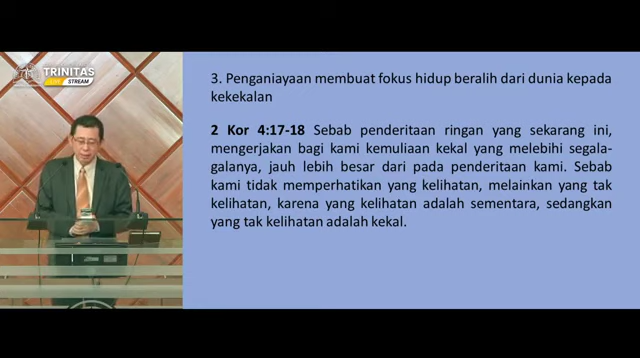 TRINITAS
LIVE STREAM
3. Penganiayaan membuat fokus hidup beralih dari dunia kepada
kekekalan
2 Kor 4:17-18 Sebab penderitaan ringan yang sekarang ini,
mengerjakan bagi kami kemuliaan kekal yang melebihi segala-
galanya, jauh lebih besar dari pada penderitaan kami. Sebab
kami tidak memperhatikan yang kelihatan, melainkan yang tak
kelihatan, karena yang kelihatan adalah sementara, sedangkan
yang tak kelihatan adalah kekal.